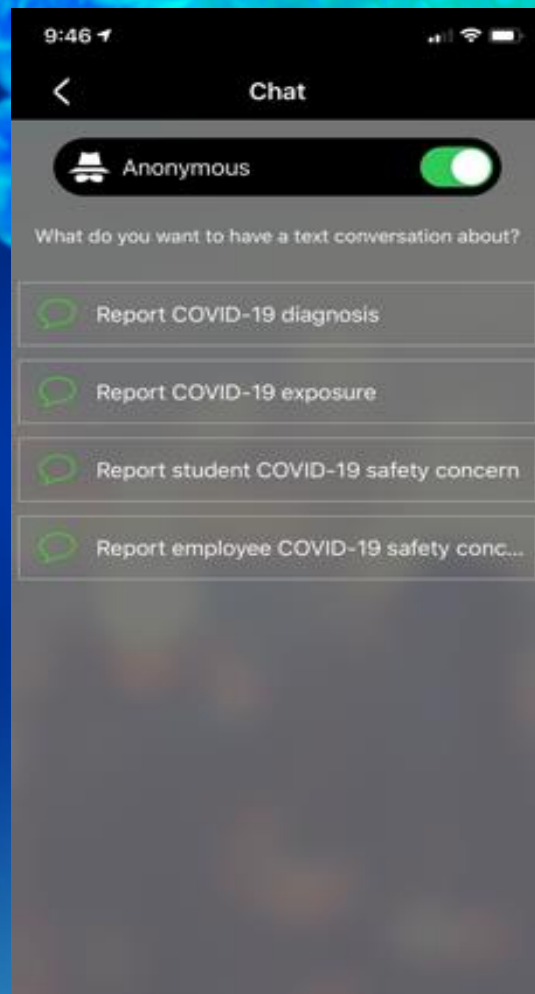 9:46
Chat
Anonymous
What do you want to have a text conversation about?
Report COVID-19 diagnosis
Report COVID-19 exposure
Report student COVID-19 safety concern
Report employee COVID-19 safety conc...